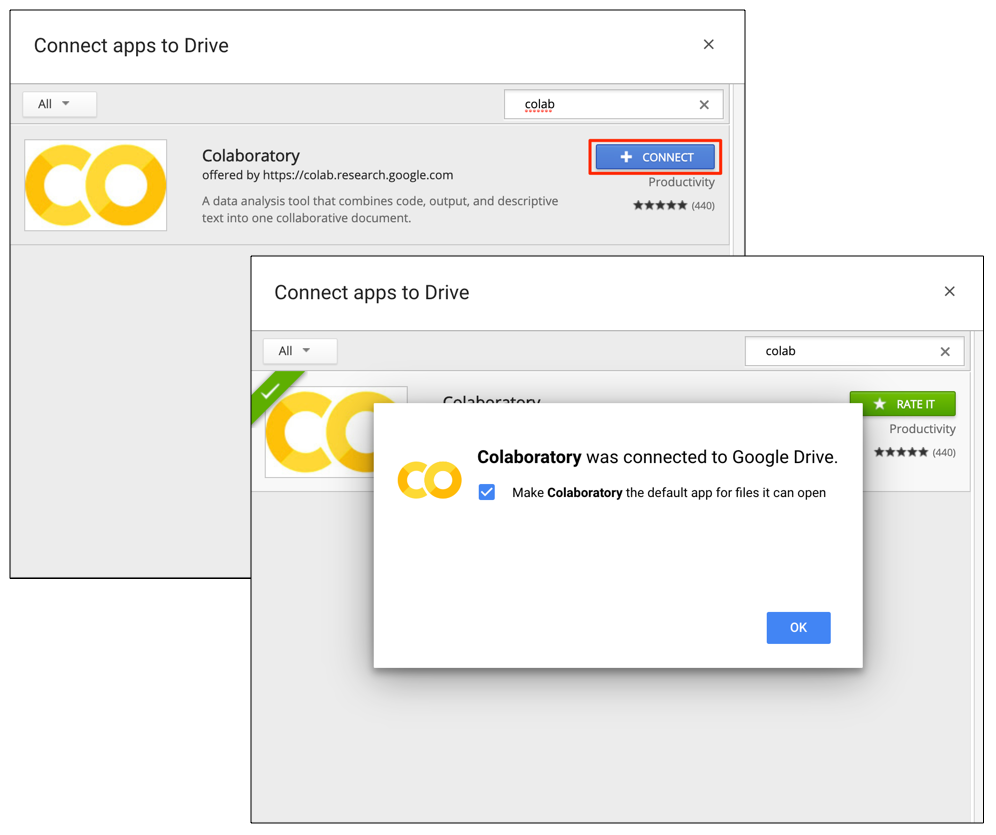 Connect apps to Drive
All
colab
Colaboratory
offered by https://colab.research.google.com
A data analysis tool that combines code, output, and descriptive
text into one collaborative document.
CONNECT
Productivity
(440)
Connect apps to Drive
All
colab
Colaboratory
RATE IT
Productivity
(440)
Colaboratory was connected to Google Drive.
Make Colaboratory the default app for files it can open
OK